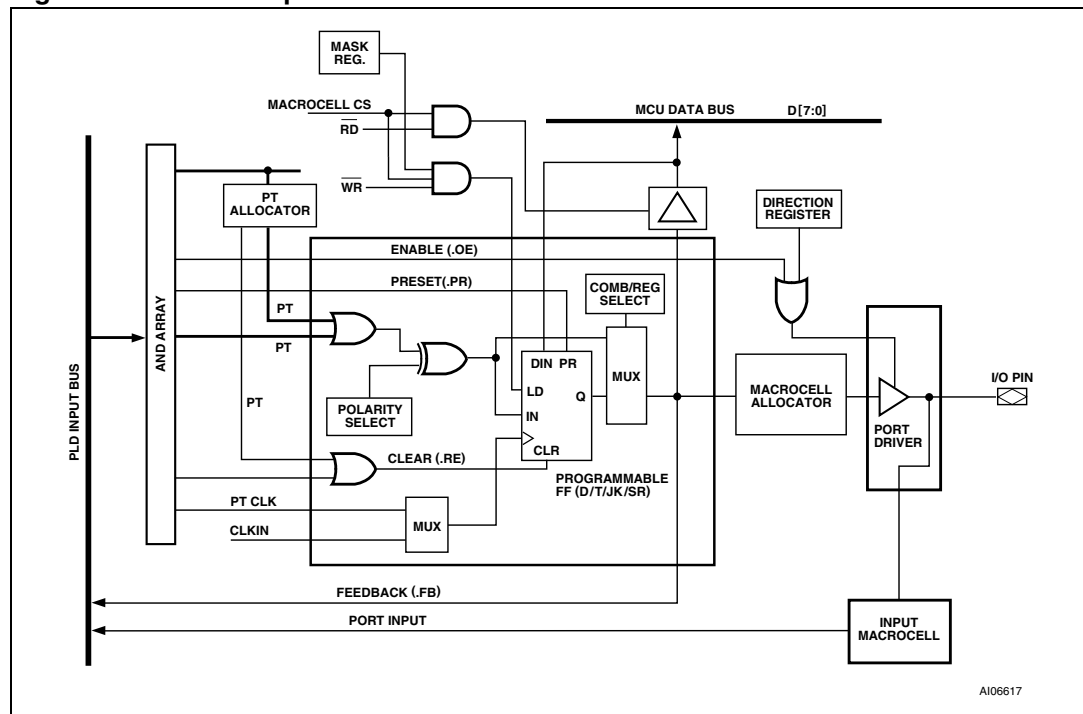 MASK
REG.
MACROCELL CS
RD
WR
MCU DATA BUS
D[7:0]
PT
ALLOCATOR
DIRECTION
REGISTER
ENABLE (.OE)
PRESET(.PR)
COMB/REG
SELECT
PT
PT
PT
AND ARRAY
PLD INPUT BUS
POLARITY
SELECT
DIN PR
LD
IN
Q
CLR
MUX
MACROCELL
ALLOCATOR
PORT
DRIVER
I/O PIN
CLEAR (.RE)
PROGRAMMABLE
FF (D/T/JK/SR)
PT CLK
CLKIN
MUX
FEEDBACK (.FB)
PORT INPUT
INPUT
MACROCELL
AI06617